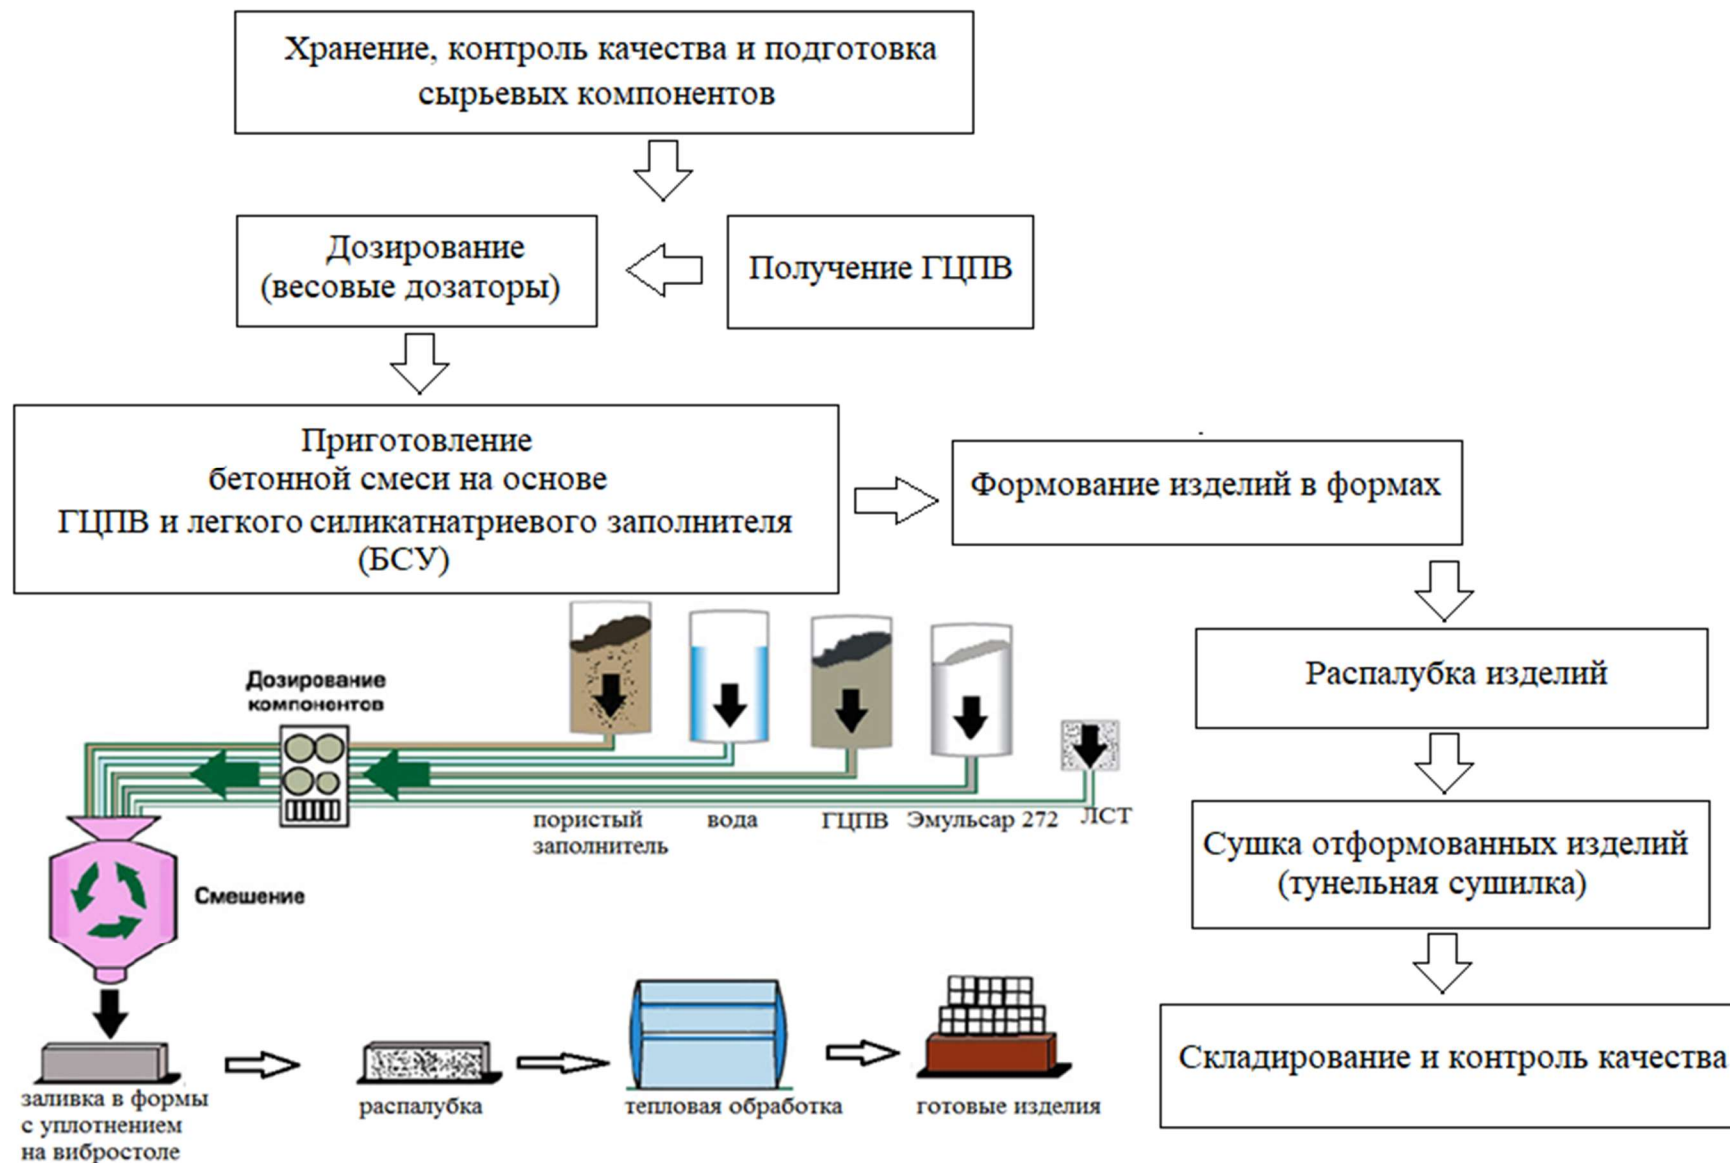 Хранение, контроль качества и подготовка
сырьевых компонентов
Дозирование
(весовые дозаторы)
Получение ГЦПВ
Приготовление
бетонной смеси на основе
ГЦПВ и легкого силикатнатриевого заполнителя
(БСУ)
Формование изделий в формах
Распалубка изделий
Сушка отформованных изделий
(тунельная сушилка)
Складирование и контроль качества
Дозирование
компонентов
пористый
заполнитель
вода
ГЦПВ
Эмульсар 272
ЛСТ
Смешение
заливка в формы
с уплотнением
на вибростоле
распалубка
тепловая обработка
готовые изделия